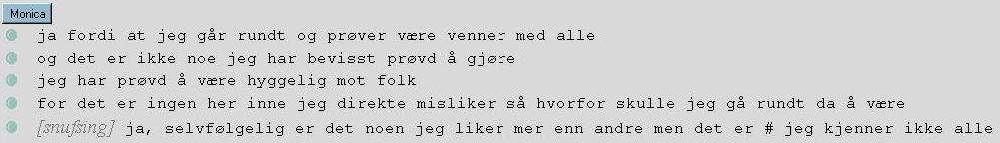 Monica
ja fordi at jeg går rundt og prøver være venner med alle
og det er ikke noe jeg har bevisst prøvd å gjøre
jeg har prøvd å være hyggelig mot folk
for det er ingen her inne jeg direkte misliker så hvorfor skulle jeg gå rundt da å være
[snufsing] ja, selvfølgelig er det noen jeg liker mer enn andre men det er # jeg kjenner ikke alle